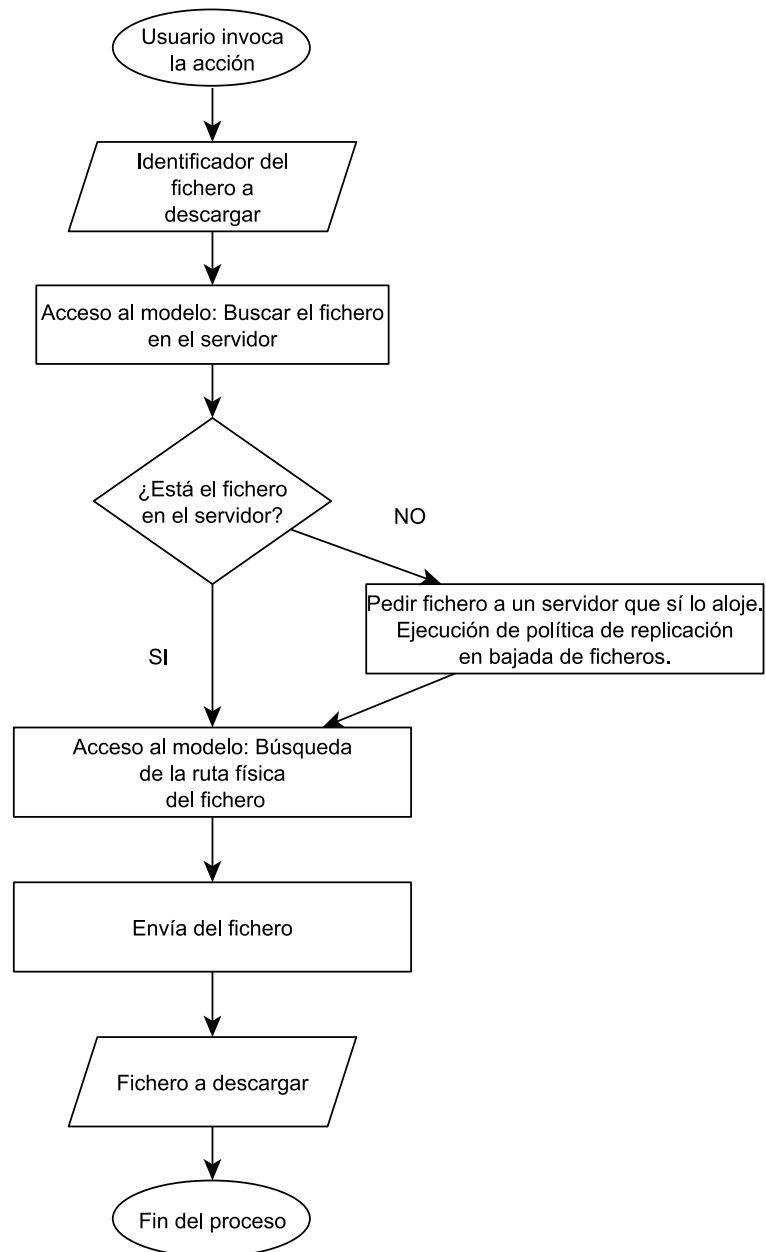 Usuario invoca
la acción
Identificador del
fichero a
descargar
Acceso al modelo: Buscar el fichero
en el servidor
¿Está el fichero
en el servidor?
NO
Pedir fichero a un servidor que sí lo aloje.
Ejecución de política de replicación
en bajada de ficheros.
SI
Acceso al modelo: Búsqueda
de la ruta física
del fichero
Envía del fichero
Fichero a descargar
Fin del proceso